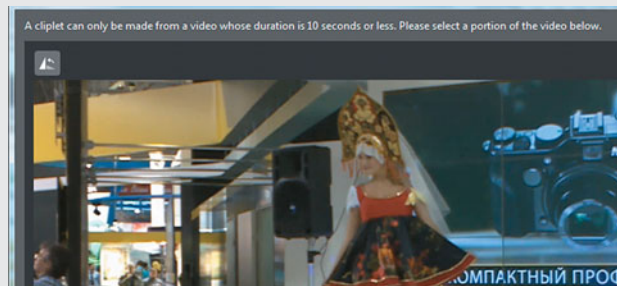 A cliplet can only be made from a video whose duration is 10 seconds or less. Please select a portion of the video below.
КОМПАКТНЫЙ